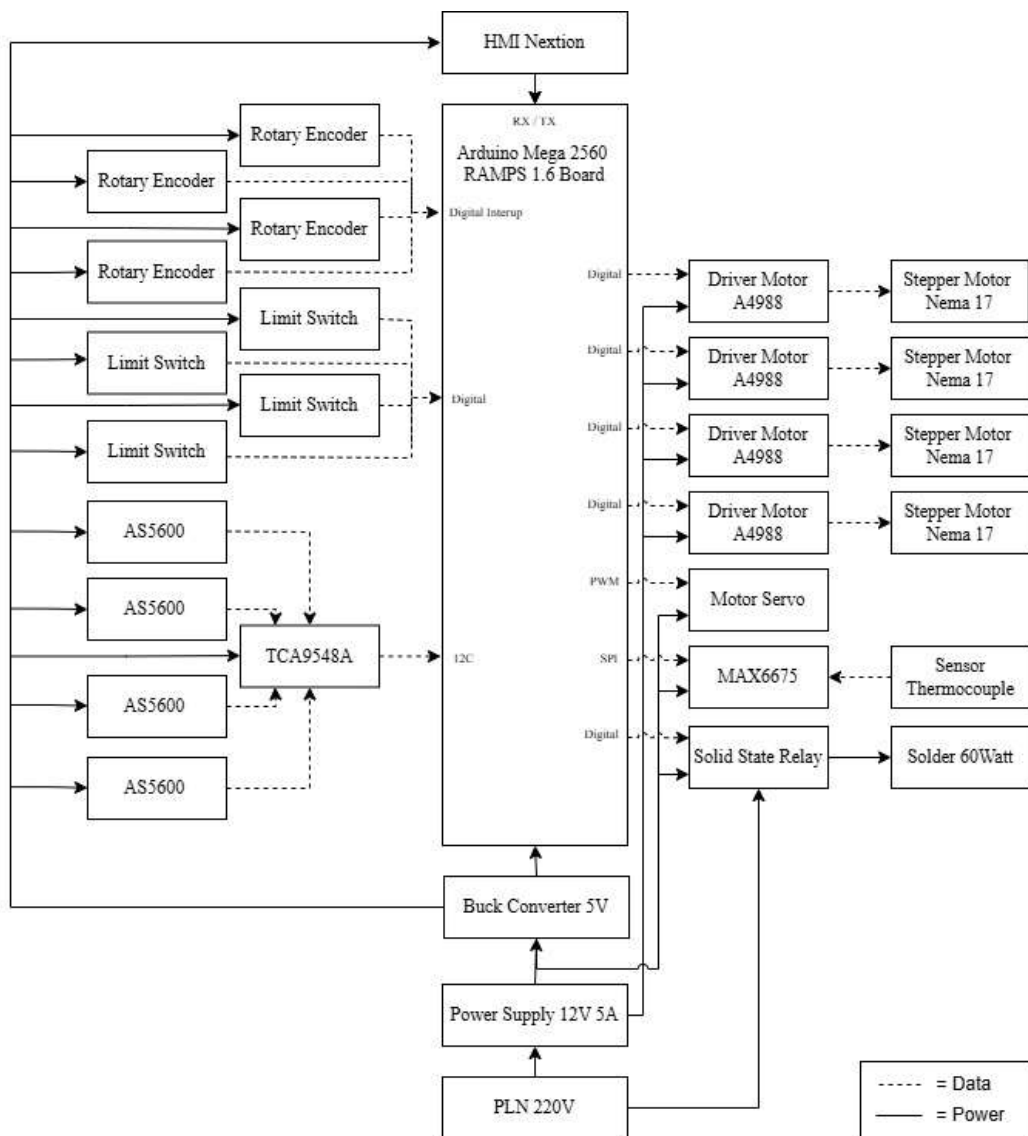 HMI Nextion
RX / TX
Arduino Mega 2560
RAMPS 1.6 Board
Rotary Encoder
Rotary Encoder
Rotary Encoder
Rotary Encoder
Digital Interup
Limit Switch
Limit Switch
Limit Switch
Limit Switch
Digital
AS5600
AS5600
TCA9548A
I2C
AS5600
AS5600
Digital
Driver Motor
A4988
Stepper Motor
Nema 17
Digital
Driver Motor
A4988
Stepper Motor
Nema 17
Digital
Driver Motor
A4988
Stepper Motor
Nema 17
Digital
Driver Motor
A4988
Stepper Motor
Nema 17
PWM
Motor Servo
SPI
MAX6675
Sensor
Thermocouple
Digital
Solid State Relay
Solder 60Watt
Buck Converter 5V
Power Supply 12V 5A
PLN 220V
= Data
= Power